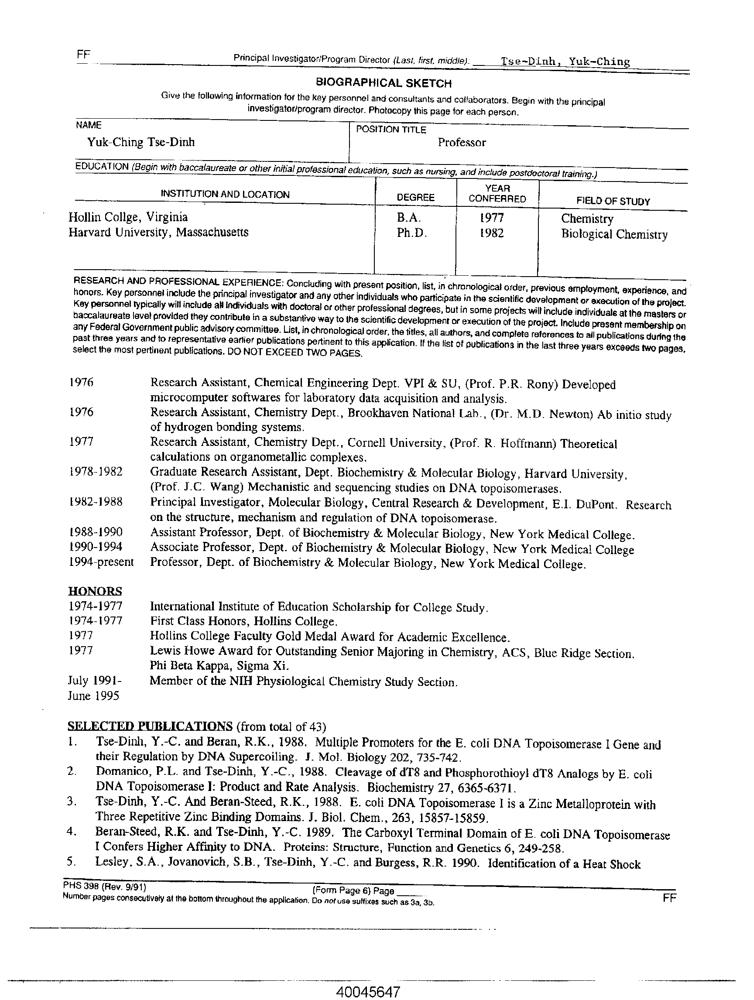 FF
Principal Investigator/Program Director (Last, first, middle): Tse-Dinh, Yuk-Ching
BIOGRAPHICAL SKETCH
Give the following information for the key personnel and consultants and collaborators. Begin with the principal
investigator/program director. Photocopy this page for each person.
NAME
POSITION TITLE
Yuk-Ching Tse-Dinh
Professor
EDUCATION (Begin with baccalaureate or other initial professional education, such as nursing, and include postdoctoral training.)
INSTITUTION AND LOCATION
DEGREE
YEAR
CONFERRED
FIELD OF STUDY
Hollin Collge, Virginia B.A. 1977 Chemistry
Harvard University, Massachusetts Ph.D. 1982 Biological Chemistry
RESEARCH AND PROFESSIONAL EXPERIENCE: Concluding with present position, list, in chronological order, previous employment, experience, and
honors. Key personnel include the principal investigator and any other individuals who participate in the scientific development or execution of the project.
Key personnel typically will include all individuals with doctoral or other professional degrees, but in some projects will include individuals at the masters or
baccalaureate level provided they contribute in a substantive way to the scientific development or execution of the project. Include present membership on
any Federal Government public advisory committee. List, in chronological order, the titles, all authors, and complete references to all publications during the
past three years and to representative earlier publications pertinent to this application. If the list of publications in the last three years exceeds two pages,
select the most pertinent publications. DO NOT EXCEED TWO PAGES.
1976 Research Assistant, Chemical Engineering Dept. VPI & SU, (Prof. P.R. Rony) Developed
microcomputer softwares for laboratory data acquisition and analysis.
1976 Research Assistant, Chemistry Dept., Brookhaven National Lab., (Dr. M.D. Newton) Ab initio study
of hydrogen bonding systems.
1977 Research Assistant, Chemistry Dept., Cornell University, (Prof. R. Hoffmann) Theoretical
calculations on organometallic complexes.
1978-1982 Graduate Research Assistant, Dept. Biochemistry & Molecular Biology, Harvard University,
(Prof. J.C. Wang) Mechanistic and sequencing studies on DNA topoisomerases.
1982-1988 Principal Investigator, Molecular Biology, Central Research & Development, E.I. DuPont. Research
on the structure, mechanism and regulation of DNA topoisomerase.
1988-1990 Assistant Professor, Dept. of Biochemistry & Molecular Biology, New York Medical College.
1990-1994 Associate Professor, Dept. of Biochemistry & Molecular Biology, New York Medical College
1994-present Professor, Dept. of Biochemistry & Molecular Biology, New York Medical College.
HONORS
1974-1977 International Institute of Education Scholarship for College Study.
1974-1977 First Class Honors, Hollins College.
1977 Hollins College Faculty Gold Medal Award for Academic Excellence.
1977 Lewis Howe Award for Outstanding Senior Majoring in Chemistry, ACS, Blue Ridge Section.
Phi Beta Kappa, Sigma Xi.
July 1991- Member of the NIH Physiological Chemistry Study Section.
June 1995
SELECTED PUBLICATIONS (from total of 43)
1. Tse-Dinh, Y.-C. and Beran, R.K., 1988. Multiple Promoters for the E. coli DNA Topoisomerase I Gene and
their Regulation by DNA Supercoiling. J. Mol. Biology 202, 735-742.
2. Domanico, P.L. and Tse-Dinh, Y.-C., 1988. Cleavage of dT8 and Phosphorothioyl dT8 Analogs by E. coli
DNA Topoisomerase I: Product and Rate Analysis. Biochemistry 27, 6365-6371.
3. Tse-Dinh, Y.-C. And Beran-Steed, R.K., 1988. E. coli DNA Topoisomerase I is a Zinc Metalloprotein with
Three Repetitive Zinc Binding Domains. J. Biol. Chem., 263, 15857-15859.
4. Beran-Steed, R.K. and Tse-Dinh, Y.-C. 1989. The Carboxyl Terminal Domain of E. coli DNA Topoisomerase
I Confers Higher Affinity to DNA. Proteins: Structure, Function and Genetics 6, 249-258.
5. Lesley, S.A., Jovanovich, S.B., Tse-Dinh, Y.-C. and Burgess, R.R. 1990. Identification of a Heat Shock
PHS 398 (Rev. 9/91) (Form Page 6) Page
Number pages consecutively at the bottom throughout the application. Do not use suffixes such as 3a, 3b.
FF
40045647